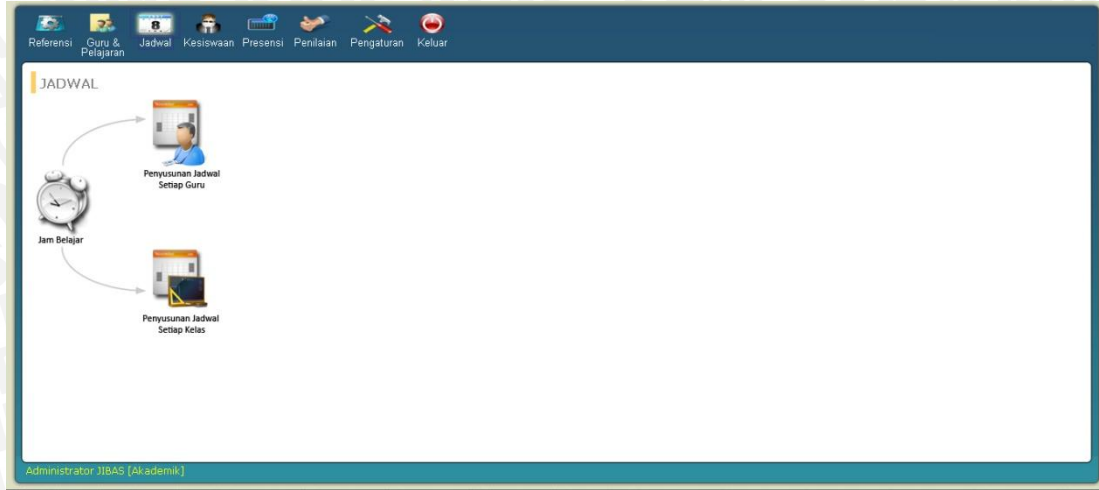 Referensi
Guru &
Pelajaran
Jadwal
Kesiswaan
Presensi
Penilaian
Pengaturan
Keluar
JADWAL
8
Penyusunan Jadwal
Setiap Guru
Jam Belajar
Penyusunan Jadwal
Setiap Kelas
Administrator JIBAS [Akademik]